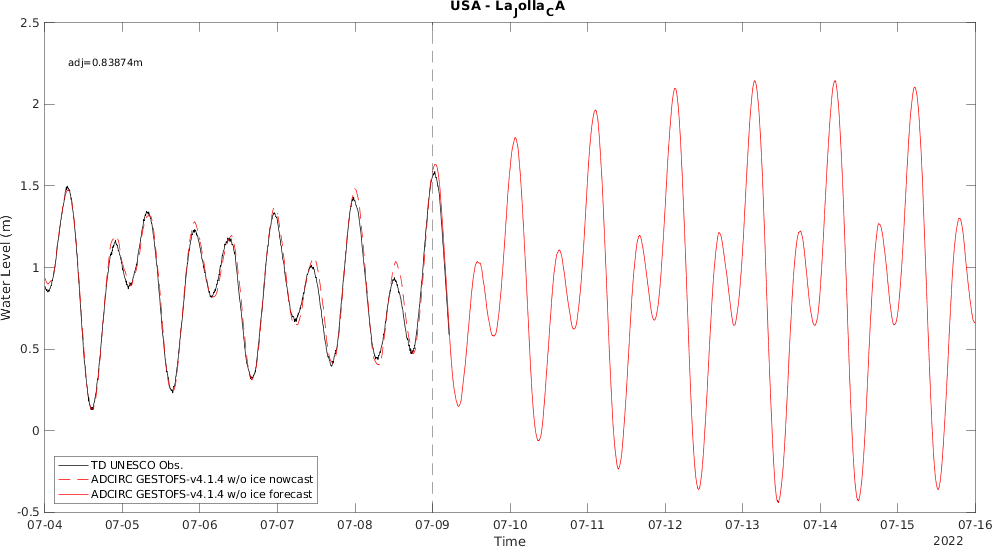 USA - LaJollaCA
2.5
adj=0.83874m
2
1.5
1
0.5
0
-0.5
Water Level (m)
TD UNESCO Obs.
ADCIRC GESTOFS-v4.1.4 w/o ice nowcast
ADCIRC GESTOFS-v4.1.4 w/o ice forecast
07-04 07-05 07-06 07-07 07-08 07-09 07-10 07-11 07-12 07-13 07-14 07-15 07-16
Time
2022